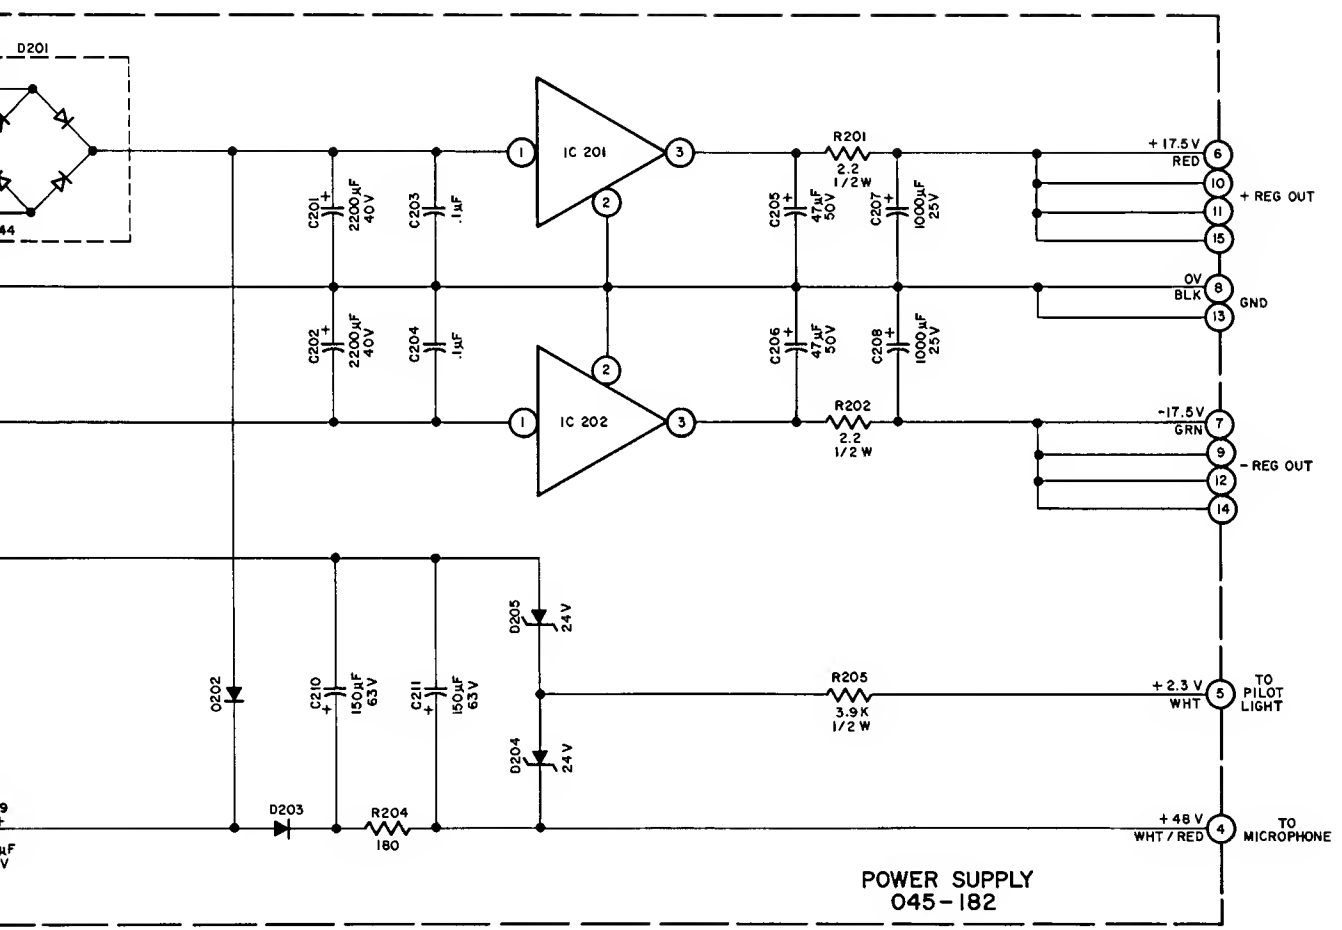 D201
44
1
IC 201
3
2
C201
+
2200µF
40V
C203
.1µF
C205
+
47µF
50V
R201
2.2
1/2W
C207
+
1000µF
25V
+17.5V
RED
6
10
11
15
+ REG OUT
0V
BLK
8
13
GND
C202
+
2200µF
40V
C204
.1µF
2
1
IC 202
3
C206
+
47µF
50V
R202
2.2
1/2W
C208
+
1000µF
25V
-17.5V
GRN
7
9
12
14
- REG OUT
D205
24V
D202
C210
+
150µF
63V
C211
+
150µF
63V
R205
3.9K
1/2W
+2.3V
WHT
5
TO
PILOT
LIGHT
D204
24V
9
+
µF
V
D203
R204
180
+48V
WHT/RED
4
TO
MICROPHONE
POWER SUPPLY
045-182